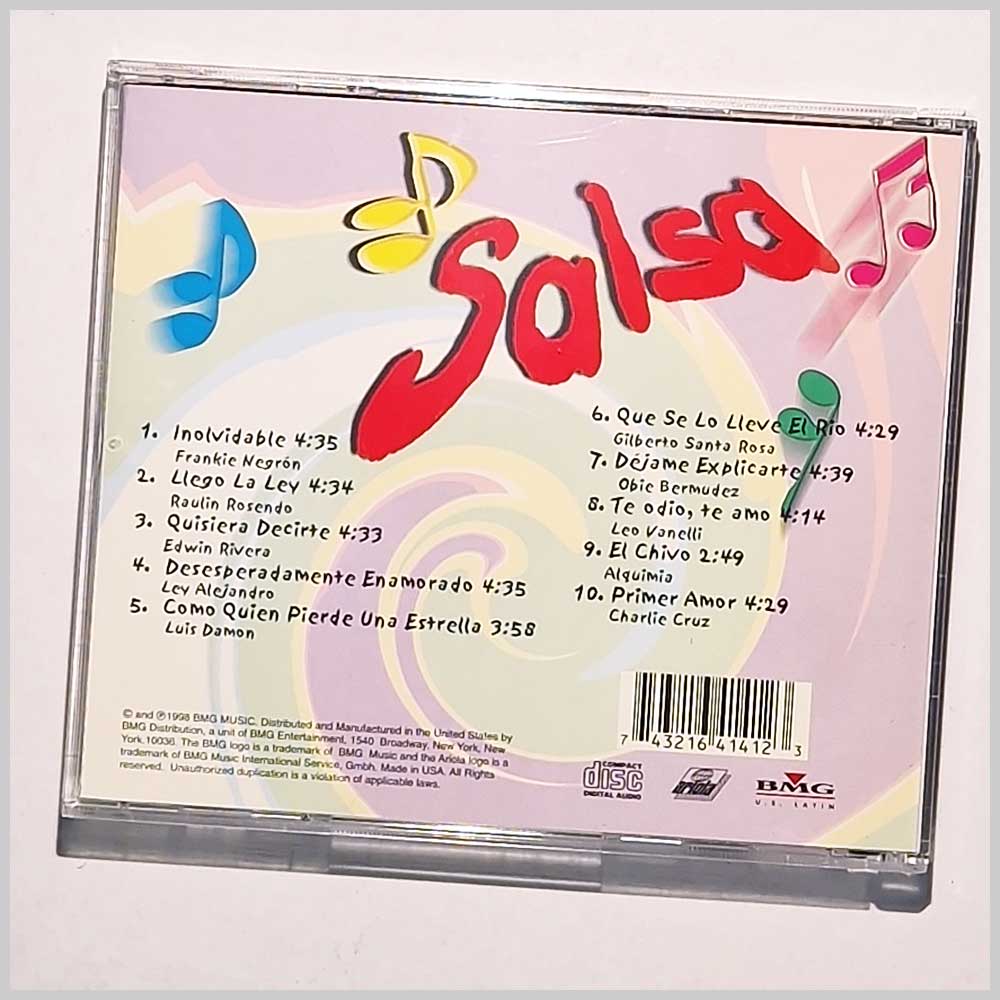 Salsa
1. Inolvidable 4:35
Frankie Negrón
2. Llego La Ley 4:34
Raulin Rosendo
3. Quisiera Decirte 4:33
Edwin Rivera
4. Desesperadamente Enamorado 4:35
Ley Alejandro
5. Como Quien Pierde Una Estrella 3:58
Luis Damon
6. Que Se Lo Lleve El Rio 4:29
Gilberto Santa Rosa
7. Déjame Explicarte 4:39
Obie Bermudez
8. Te odio, te amo 4:14
Leo Vanelli
9. El Chivo 2:49
Alquimia
10. Primer Amor 4:29
Charlie Cruz
© and ℗ 1998 BMG MUSIC. Distributed and Manufactured in the United States by
BMG Distribution, a unit of BMG Entertainment, 1540 Broadway, New York, New
York 10036. The BMG logo is a trademark of BMG Music and the Ariola logo is a
trademark of BMG Music International Service, Gmbh. Made in USA. All Rights
reserved. Unauthorized duplication is a violation of applicable laws.
7 43216 41412 3
COMPACT
disc
DIGITAL AUDIO
ariola
BMG
U.S. LATIN